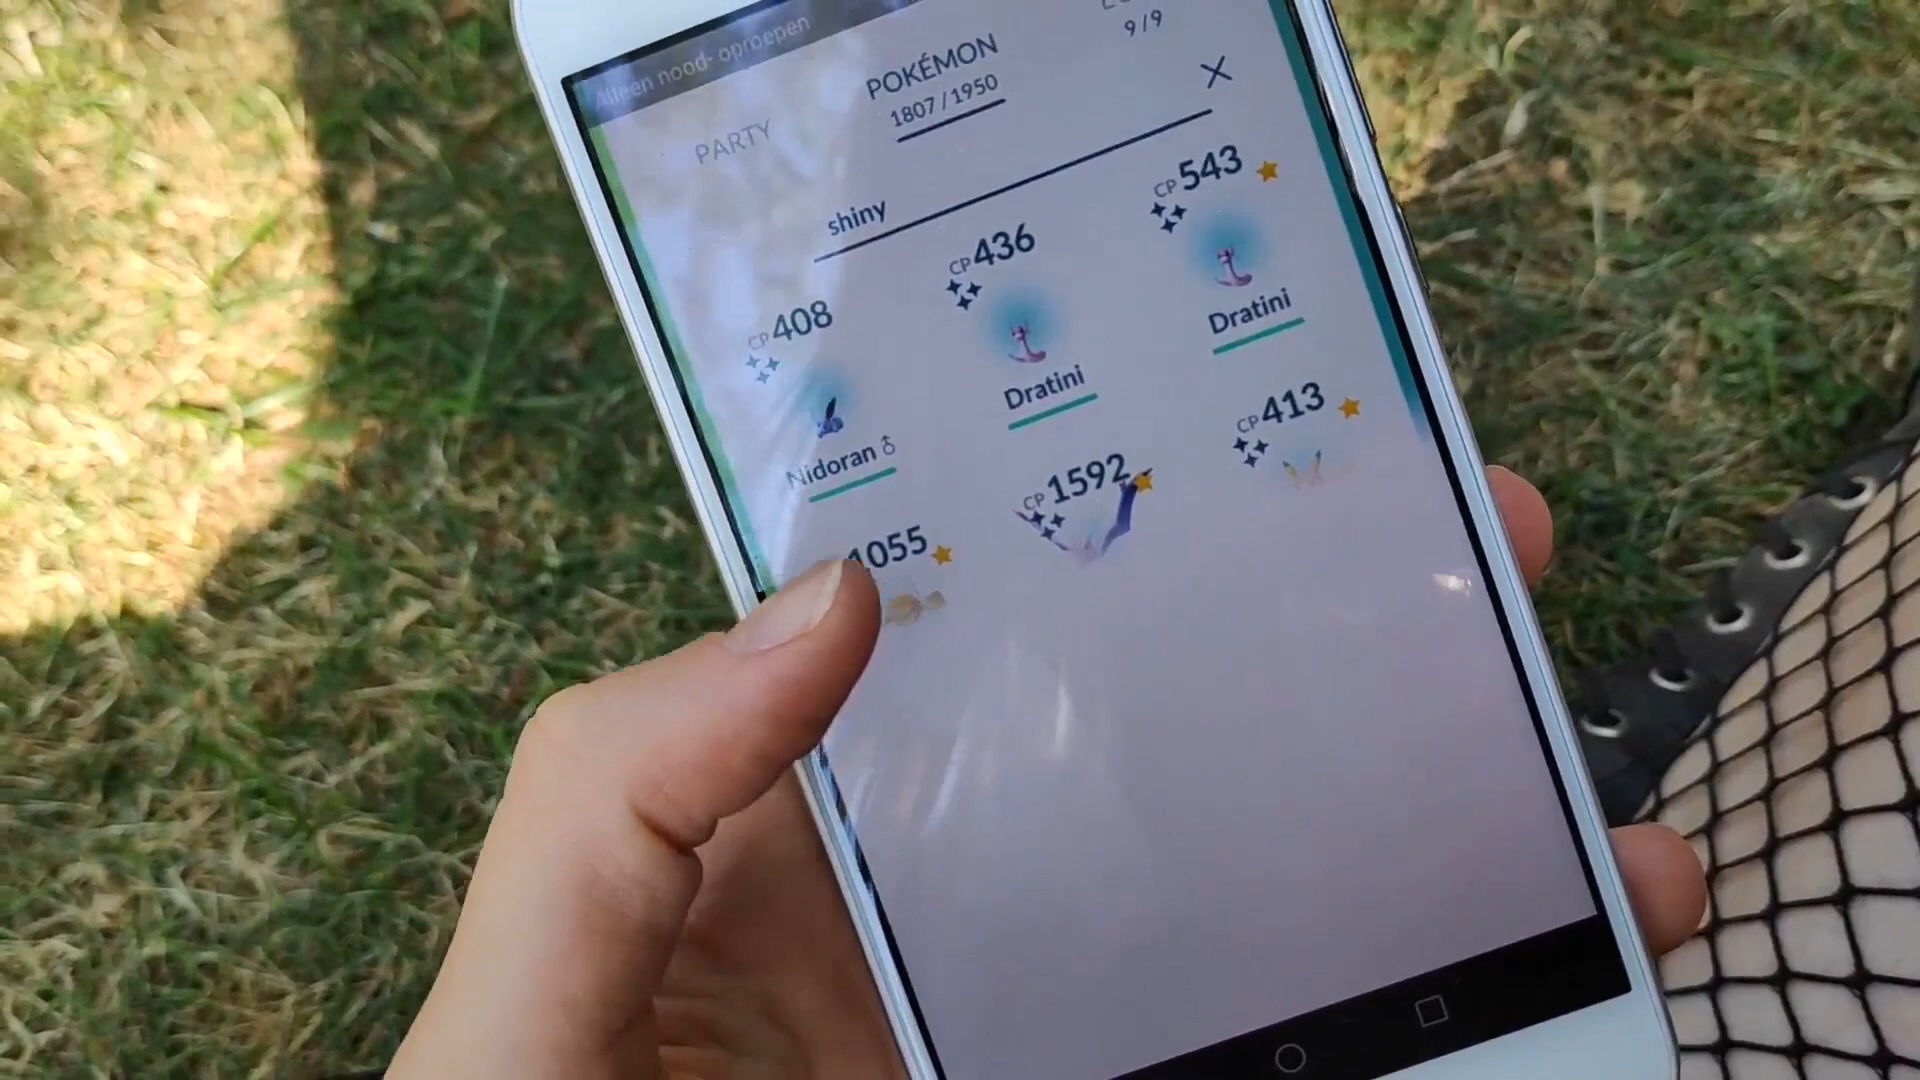 Alleen nood- oproepen
PARTY
POKÉMON
1807 / 1950
9 / 9
shiny
CP 408
Nidoran ♂
CP 436
Dratini
CP 543
Dratini
1055
CP 1592
CP 413